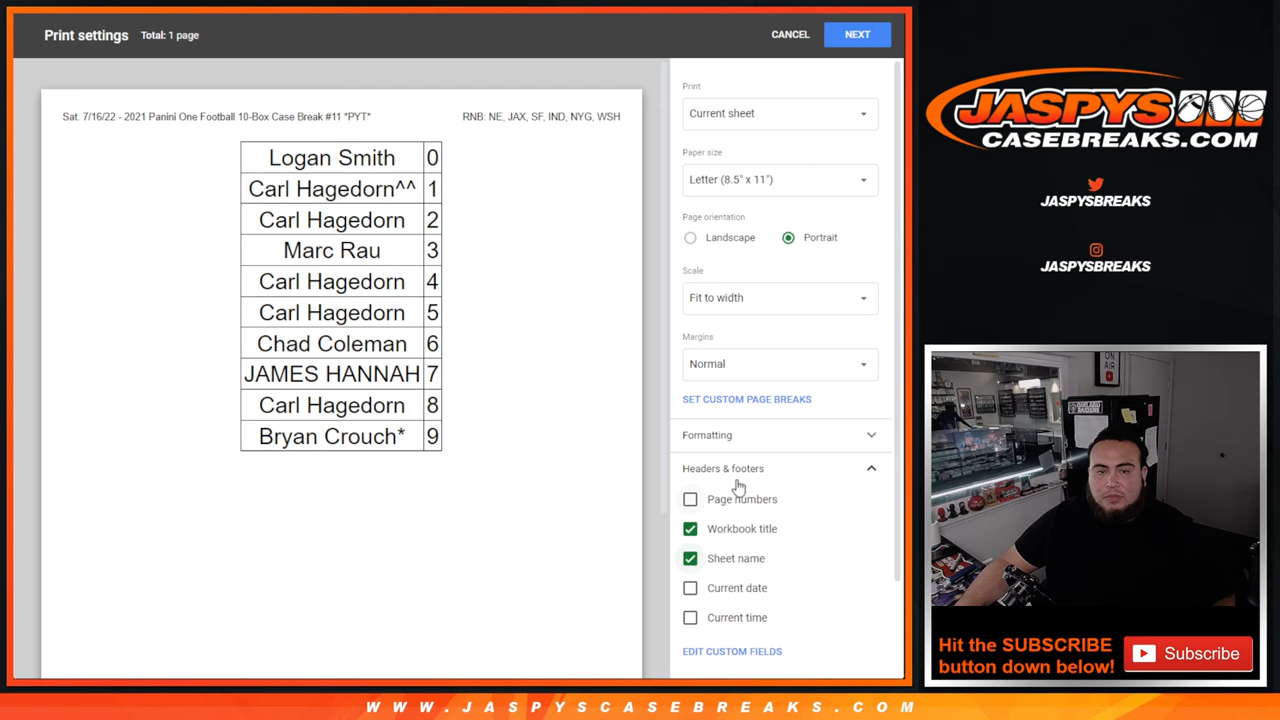 Print settings Total: 1 page
CANCEL NEXT
Sat. 7/16/22 - 2021 Panini One Football 10-Box Case Break #11 *PYT* RNB: NE, JAX, SF, IND, NYG, WSH
Logan Smith 0
Carl Hagedorn^^ 1
Carl Hagedorn 2
Marc Rau 3
Carl Hagedorn 4
Carl Hagedorn 5
Chad Coleman 6
JAMES HANNAH 7
Carl Hagedorn 8
Bryan Crouch* 9
Print
Current sheet
Paper size
Letter (8.5" x 11")
Page orientation
Landscape Portrait
Scale
Fit to width
Margins
Normal
SET CUSTOM PAGE BREAKS
Formatting
Headers & footers
Page numbers
Workbook title
Sheet name
Current date
Current time
EDIT CUSTOM FIELDS
JASPYS
CASEBREAKS.COM
JASPYSBREAKS
JASPYSBREAKS
ON AIR
Hit the SUBSCRIBE
button down below!
Subscribe
WWW.JASPYSCASEBREAKS.COM